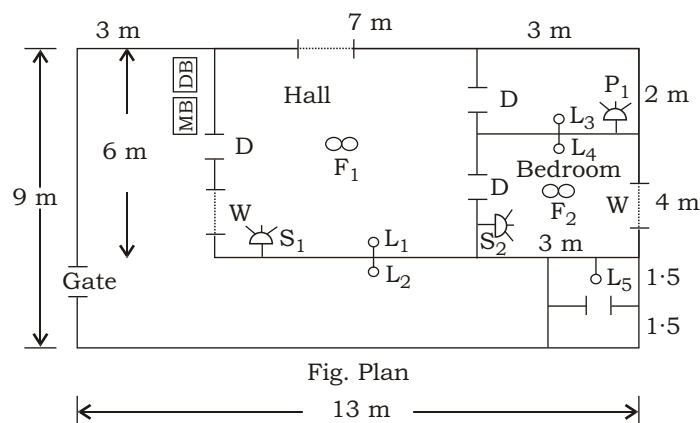 3 m 7 m 3 m
MB DB
Hall
P1
D
L3
2 m
6 m
D
F1
L4
Bedroom
9 m
W
D
F2
W
4 m
S1
L1
S2
3 m
Gate
L2
L5
1·5
1·5
Fig. Plan
13 m